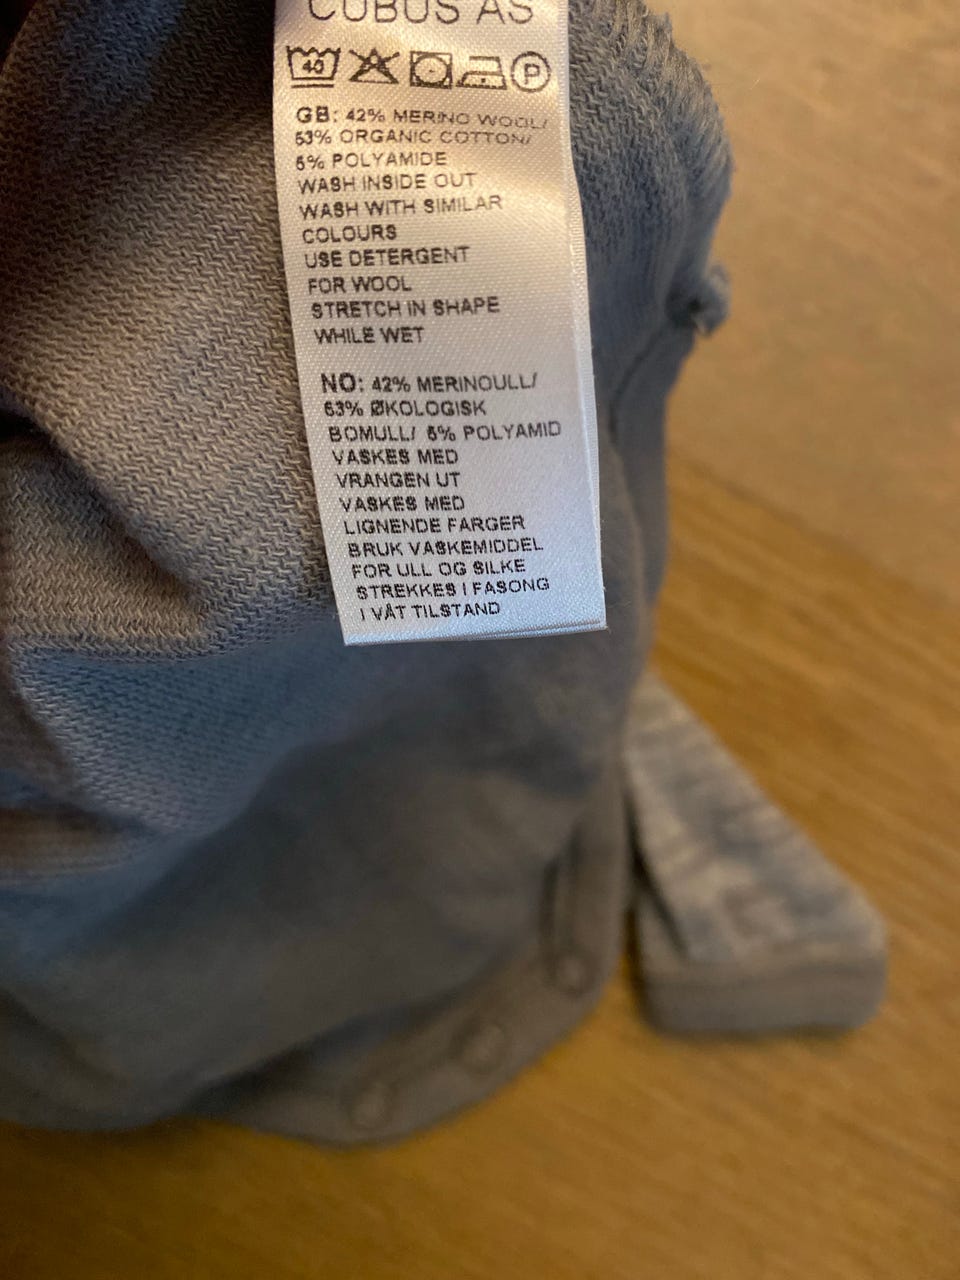 CUBUS AS
40 P
GB: 42% MERINO WOOL/
53% ORGANIC COTTON/
5% POLYAMIDE
WASH INSIDE OUT
WASH WITH SIMILAR
COLOURS
USE DETERGENT
FOR WOOL
STRETCH IN SHAPE
WHILE WET
NO: 42% MERINOULL/
53% ØKOLOGISK
BOMULL/ 5% POLYAMID
VASKES MED
VRANGEN UT
VASKES MED
LIGNENDE FARGER
BRUK VASKEMIDDEL
FOR ULL OG SILKE
STREKKES I FASONG
I VÅT TILSTAND